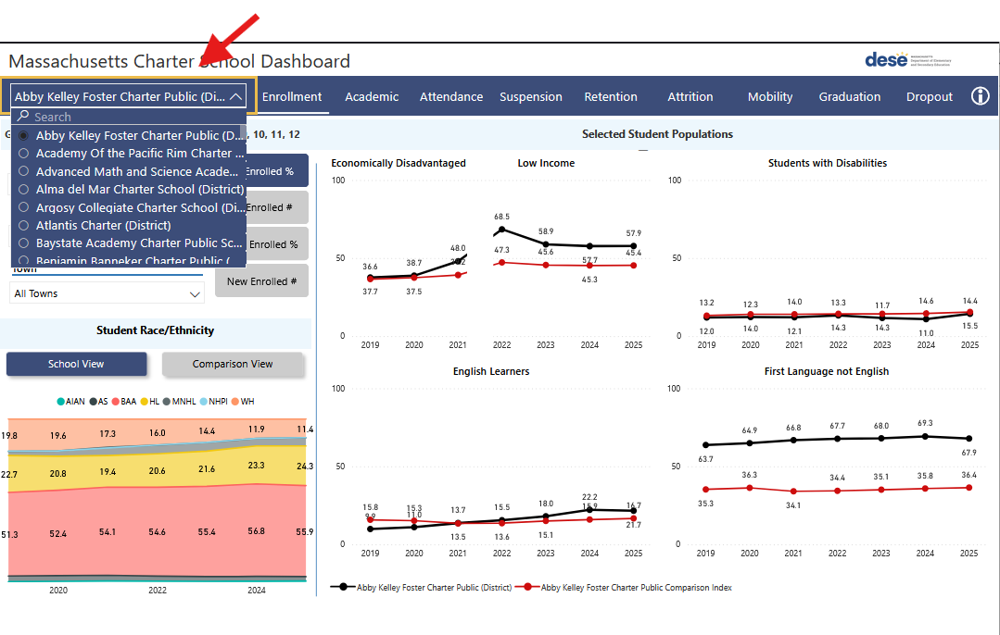 Massachusetts Charter School Dashboard
dese
Abby Kelley Foster Charter Public (Di...
Enrollment
Academic
Attendance
Suspension
Retention
Attrition
Mobility
Graduation
Dropout
Search
Abby Kelley Foster Charter Public (D...
Academy Of the Pacific Rim Charter ...
Advanced Math and Science Acade...
Alma del Mar Charter School (District)
Argosy Collegiate Charter School (Di...
Atlantis Charter (District)
Baystate Academy Charter Public Sc...
Benjamin Banneker Charter Public (
, 10, 11, 12
Selected Student Populations
Enrolled %
Enrolled #
Enrolled %
New Enrolled #
Town
All Towns
Student Race/Ethnicity
School View
Comparison View
AIAN AS BAA HL MNHL NHPI WH
19.8 19.6 17.3 16.0 14.4 11.9 11.4
22.7 20.8 19.4 20.6 21.6 23.3 24.3
51.3 52.4 54.1 54.6 55.4 56.8 55.9
2020 2022 2024
Economically Disadvantaged
Low Income
100
50
0
68.5 58.9 57.9
36.6 38.7 48.0 47.3 45.6 57.7 45.4
37.7 37.5 45.3
2019 2020 2021 2022 2023 2024 2025
Students with Disabilities
100
50
0
13.2 12.3 14.0 13.3 11.7 14.6 14.4
12.0 14.0 12.1 14.3 14.3 11.0 15.5
2019 2020 2021 2022 2023 2024 2025
English Learners
100
50
0
15.8 15.3 13.7 15.5 18.0 22.2 16.7
9.9 11.0 13.5 13.6 15.1 15.9 21.7
2019 2020 2021 2022 2023 2024 2025
First Language not English
100
50
0
63.7 64.9 66.8 67.7 68.0 69.3 67.9
35.3 36.3 34.1 34.4 35.1 35.8 36.4
2019 2020 2021 2022 2023 2024 2025
Abby Kelley Foster Charter Public (District)
Abby Kelley Foster Charter Public Comparison Index